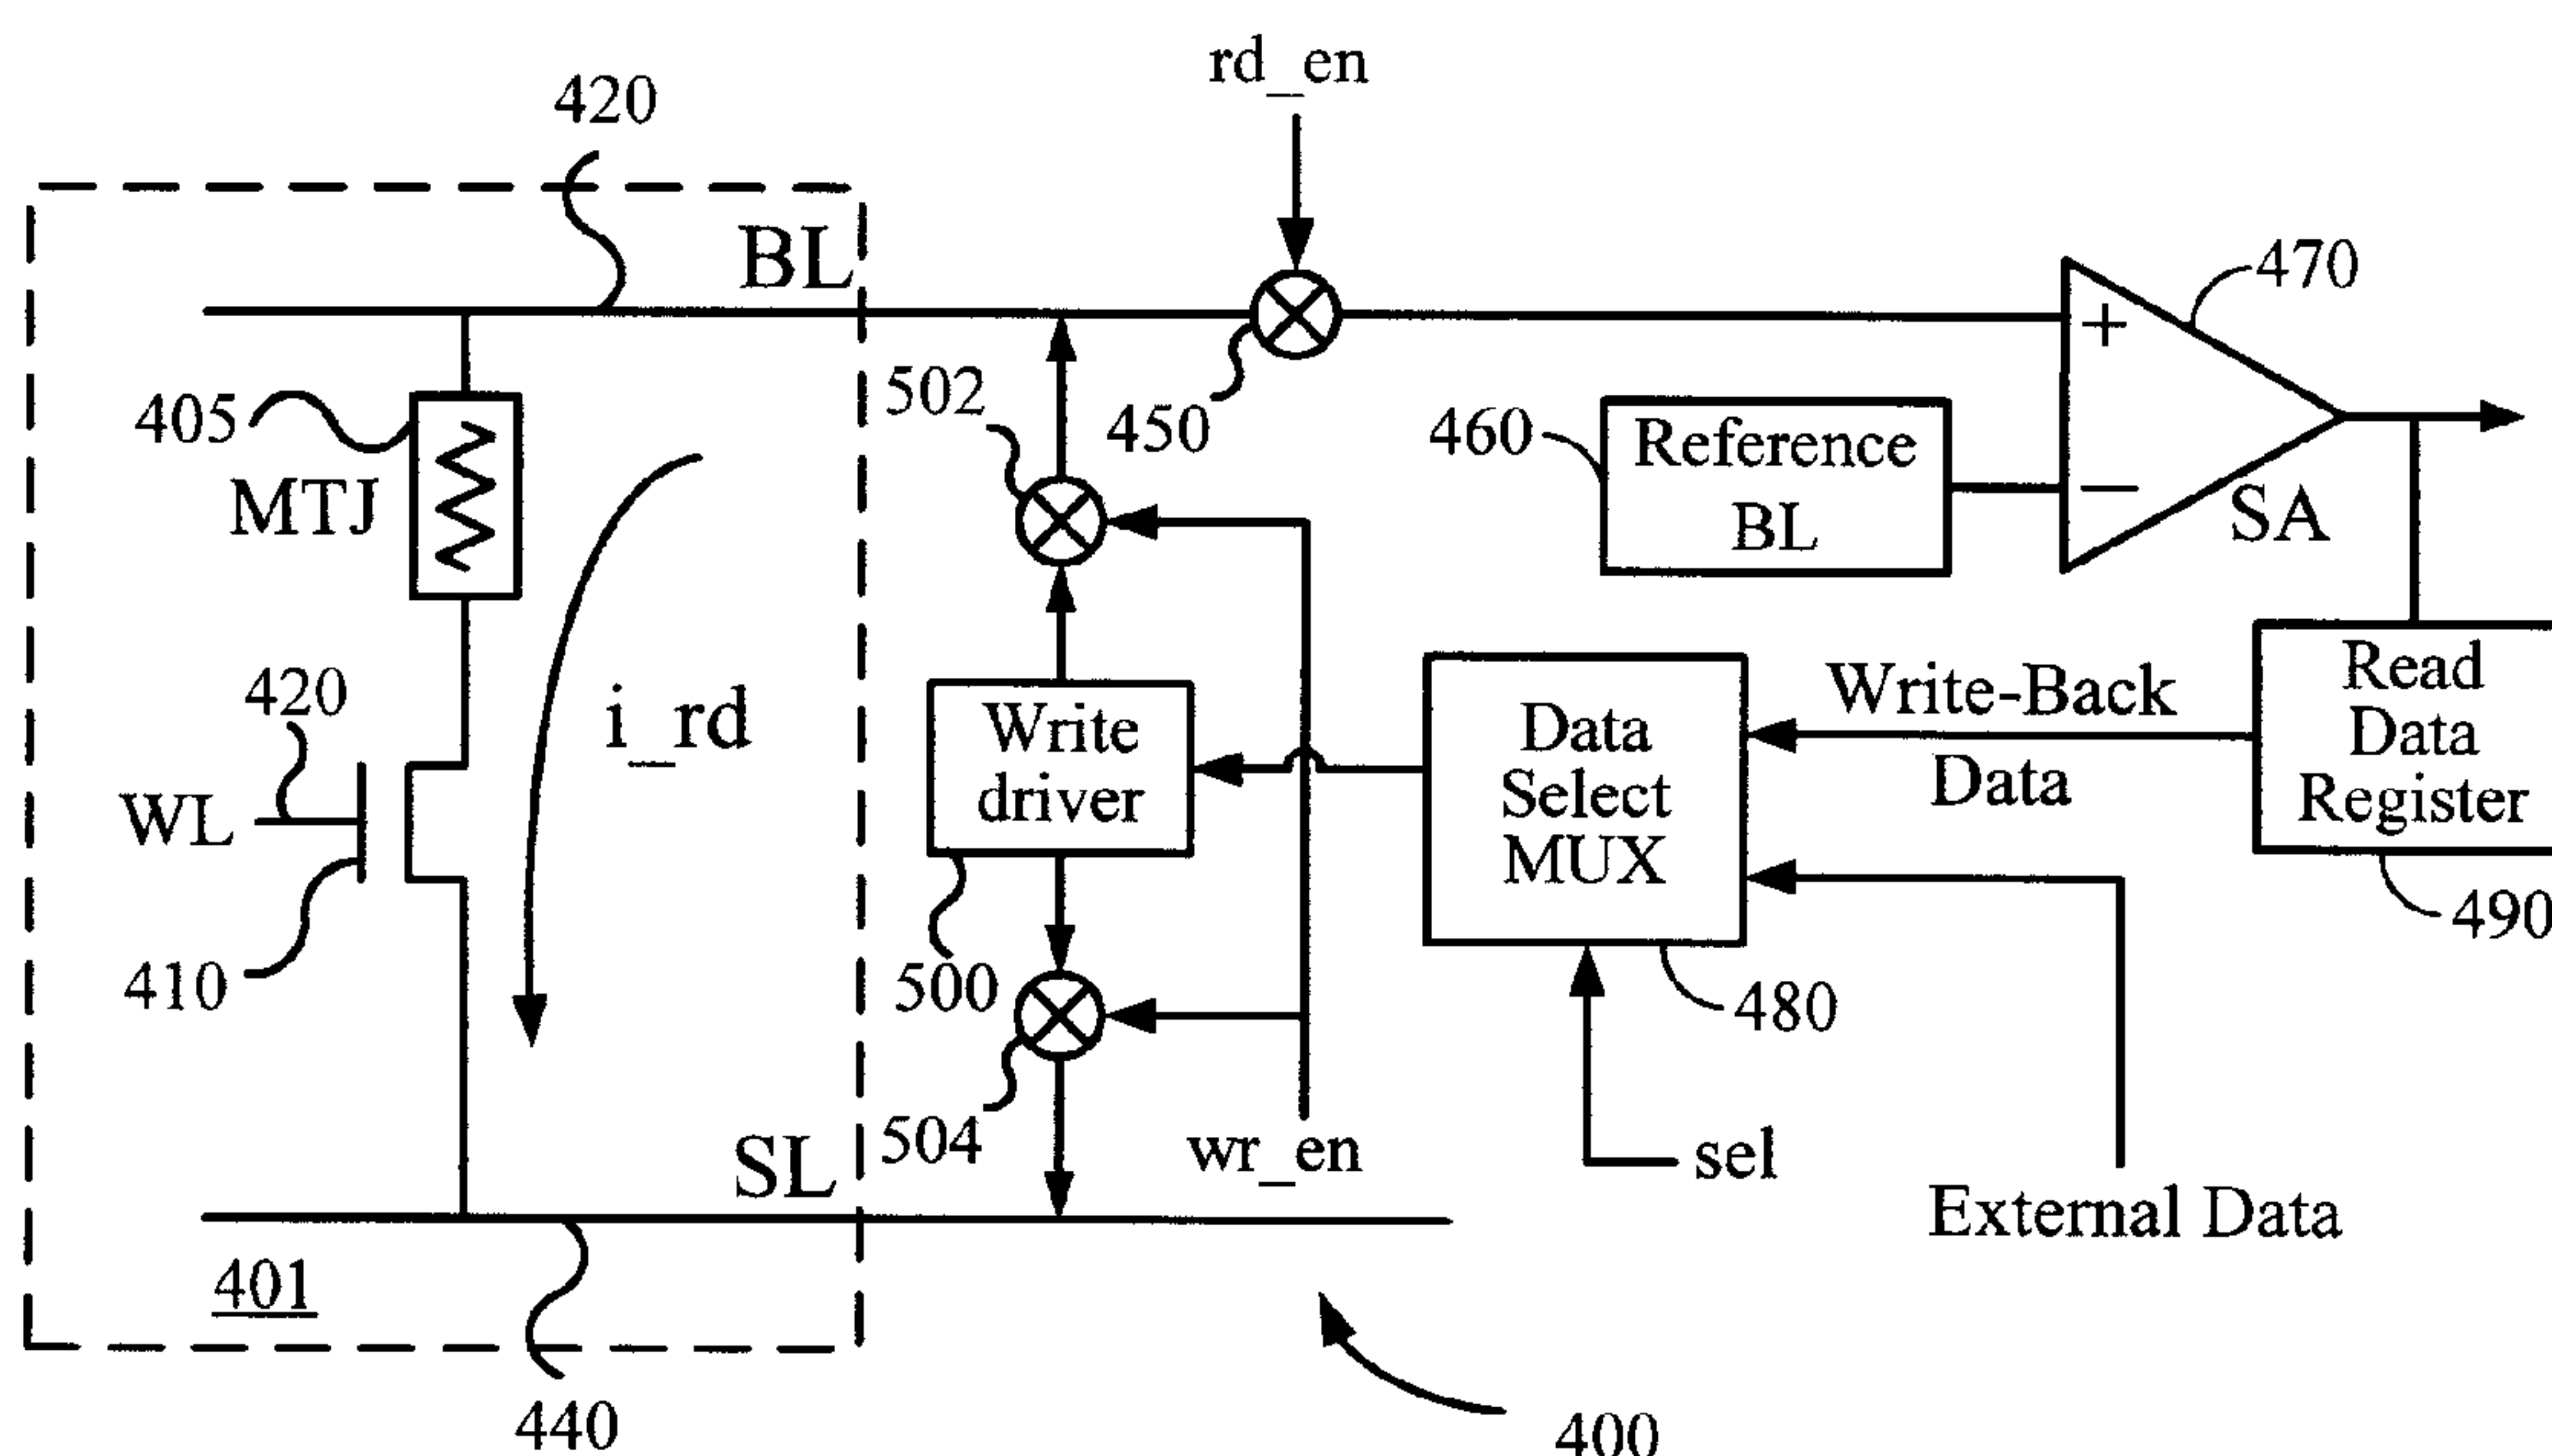 rd_en
420
BL
470
405
502
450
460
Reference
BL
+
−
SA
MTJ
i_rd
420
WL
410
Write
driver
500
Data
Select
MUX
480
Write-Back
Data
Read
Data
Register
490
504
wr_en
sel
SL
External Data
401
440
400